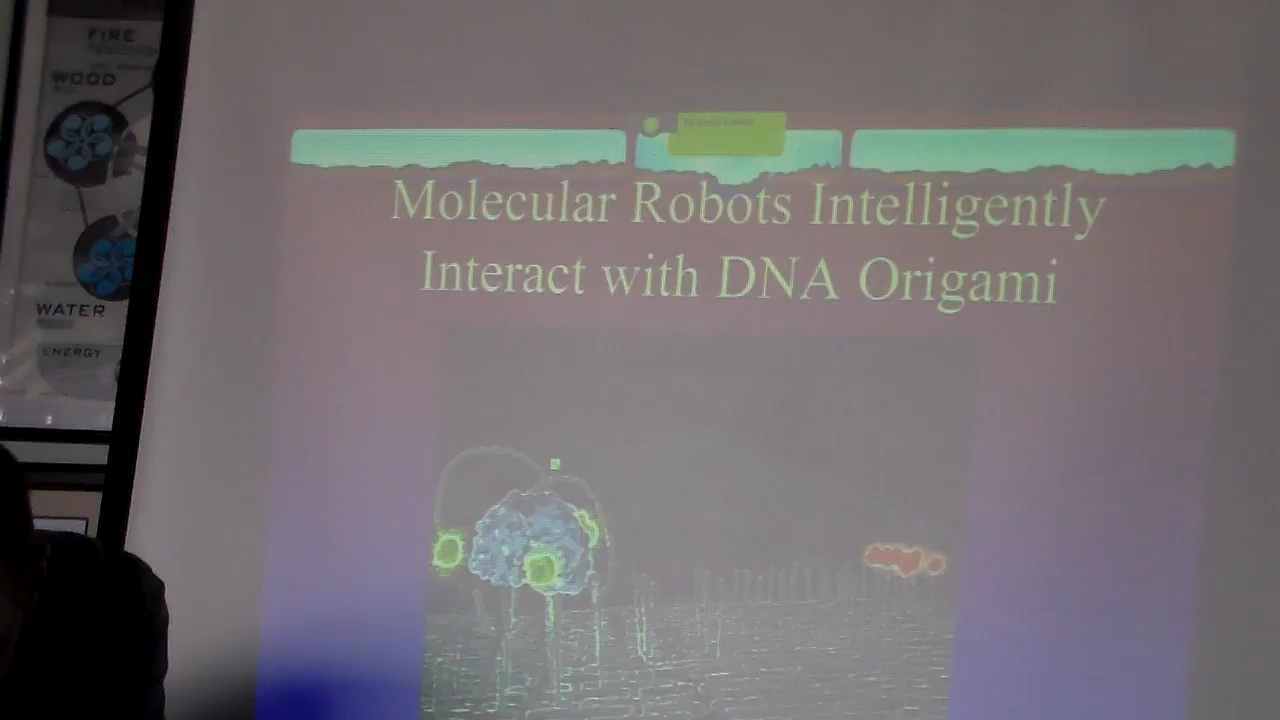 FIRE
WOOD
WATER
ENERGY
Molecular Robots Intelligently
Interact with DNA Origami